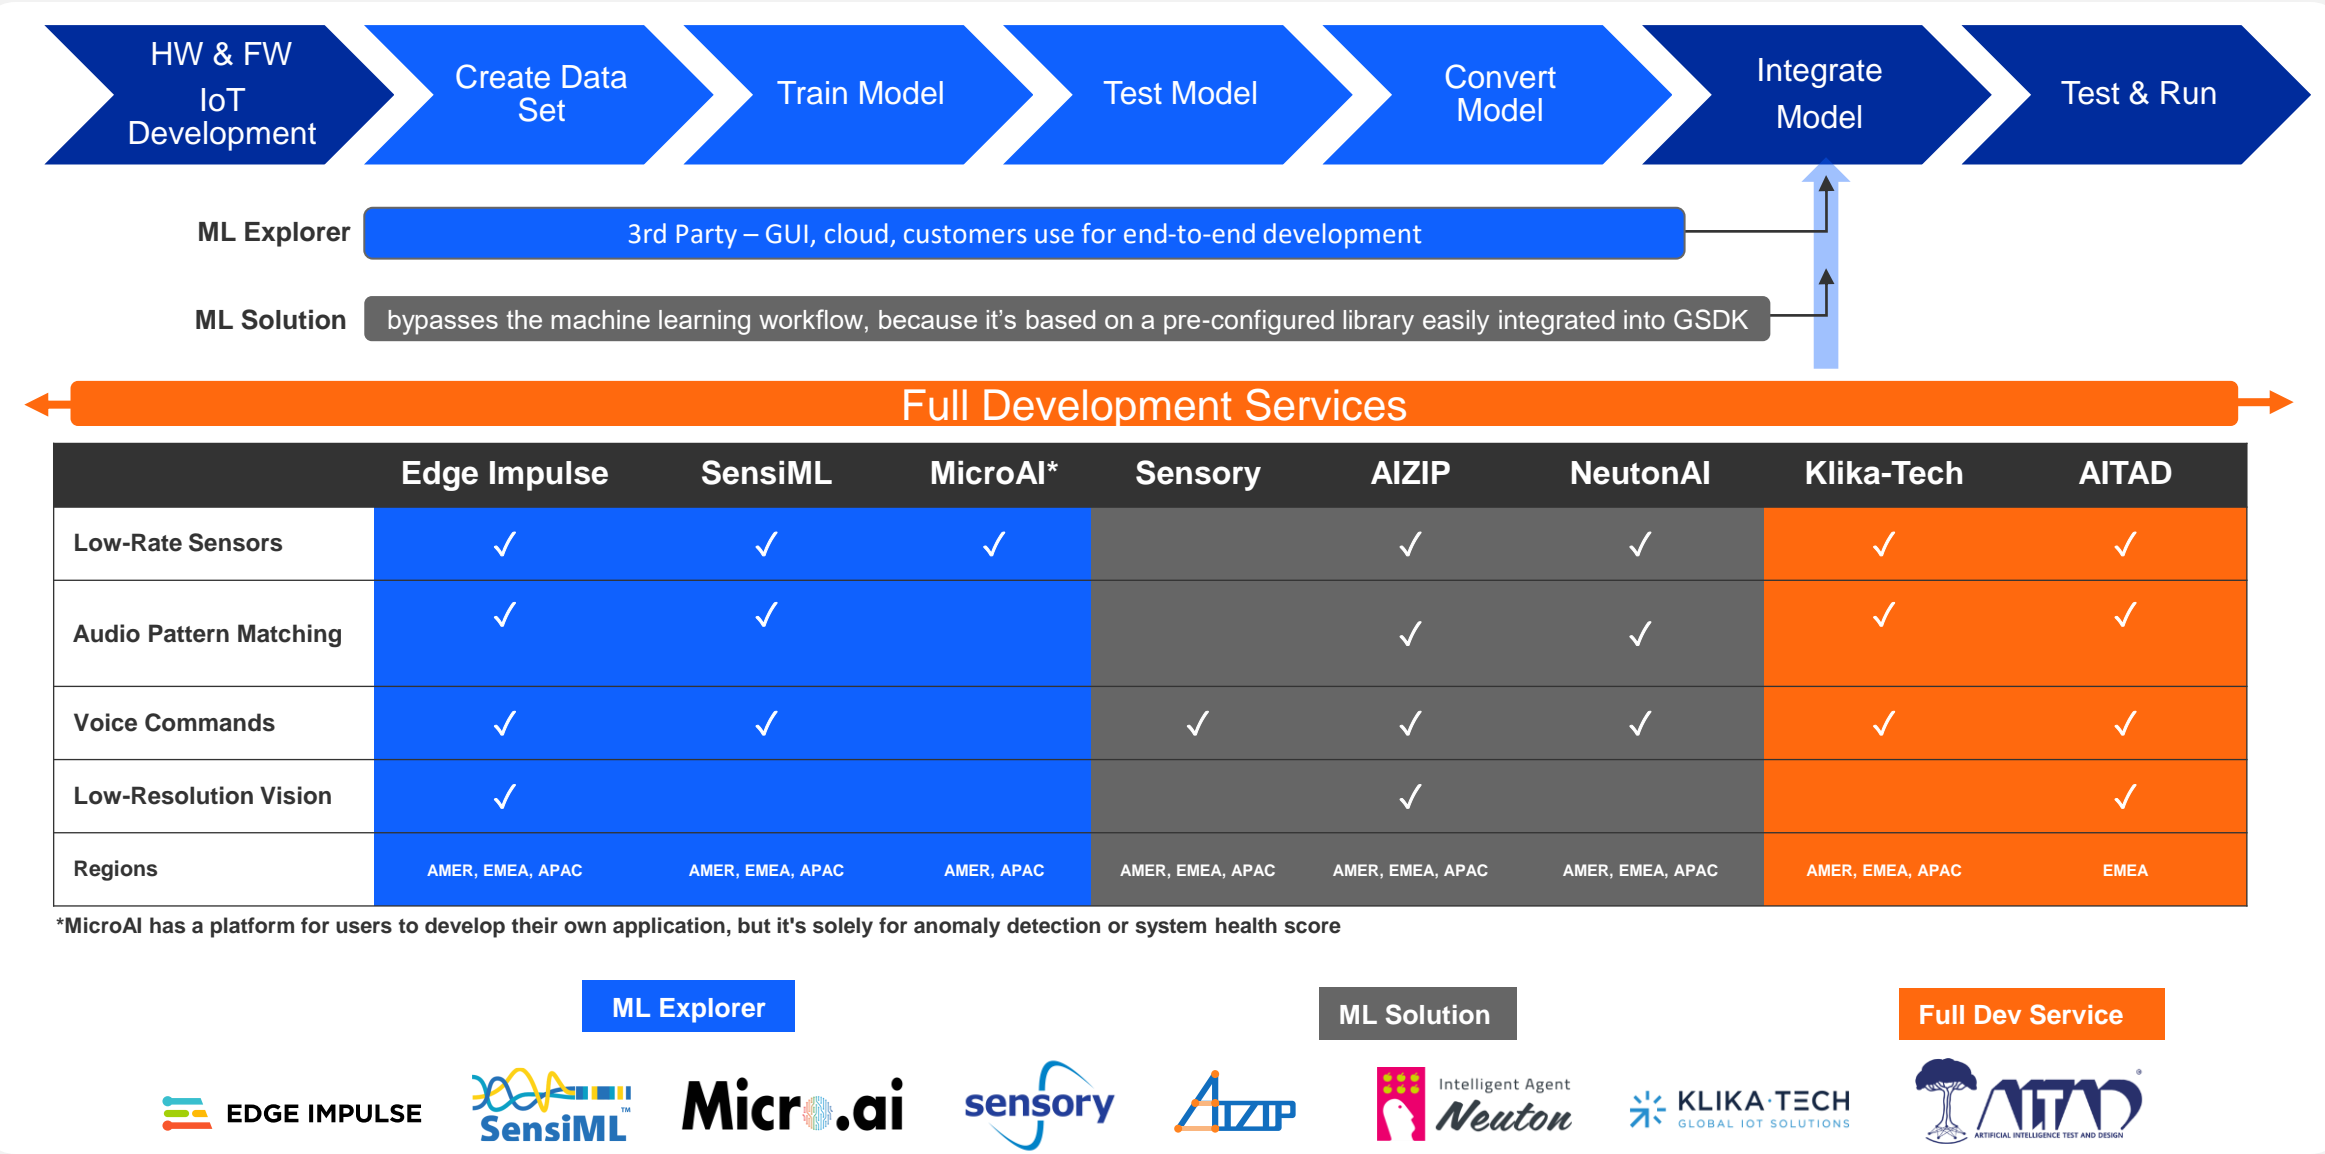 HW & FW
IoT
Development
Create Data
Set
Train Model
Test Model
Convert
Model
Integrate
Model
Test & Run
ML Explorer
3rd Party – GUI, cloud, customers use for end-to-end development
ML Solution
bypasses the machine learning workflow, because it’s based on a pre-configured library easily integrated into GSDK
Full Development Services
Edge Impulse SensiML MicroAI* Sensory AIZIP NeutonAI Klika-Tech AITAD
Low-Rate Sensors ✓ ✓ ✓ ✓ ✓ ✓ ✓
Audio Pattern Matching ✓ ✓ ✓ ✓ ✓ ✓
Voice Commands ✓ ✓ ✓ ✓ ✓ ✓ ✓
Low-Resolution Vision ✓ ✓ ✓
Regions AMER, EMEA, APAC AMER, EMEA, APAC AMER, APAC AMER, EMEA, APAC AMER, EMEA, APAC AMER, EMEA, APAC AMER, EMEA, APAC EMEA
*MicroAI has a platform for users to develop their own application, but it's solely for anomaly detection or system health score
ML Explorer
ML Solution
Full Dev Service
EDGE IMPULSE
SensiML™
Micro.ai
sensory
AIZIP
Intelligent Agent
Neuton
KLIKA·TECH
GLOBAL IOT SOLUTIONS
AITAD®
ARTIFICIAL INTELLIGENCE TEST AND DESIGN